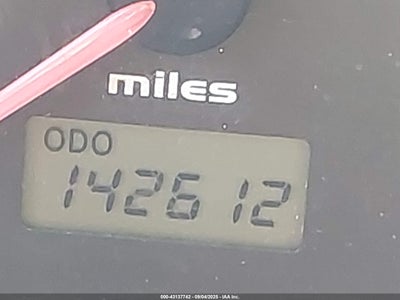 miles
ODO
142612
000-43137742 - 09/04/2025 - IAA Inc.